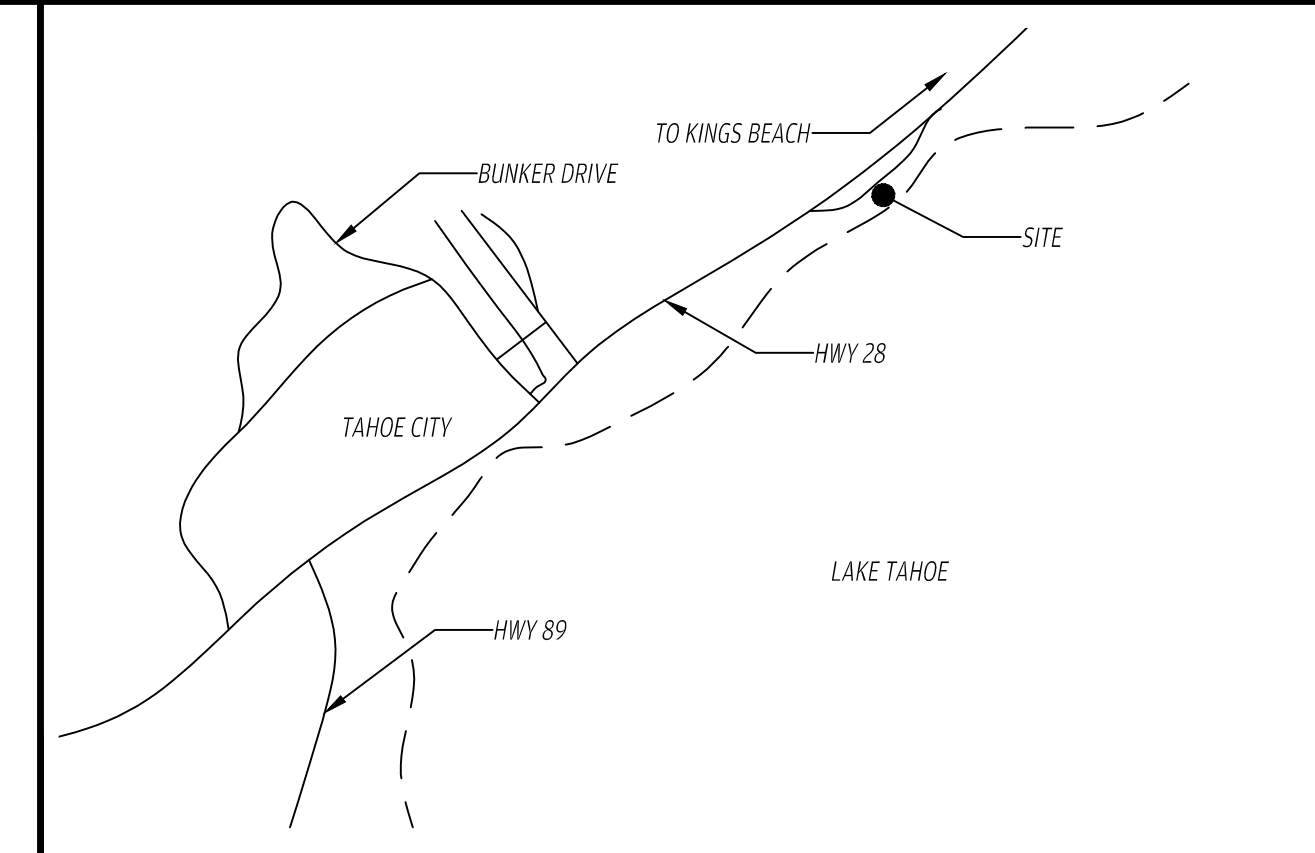 TO KINGS BEACH
BUNKER DRIVE
SITE
HWY 28
TAHOE CITY
LAKE TAHOE
HWY 89